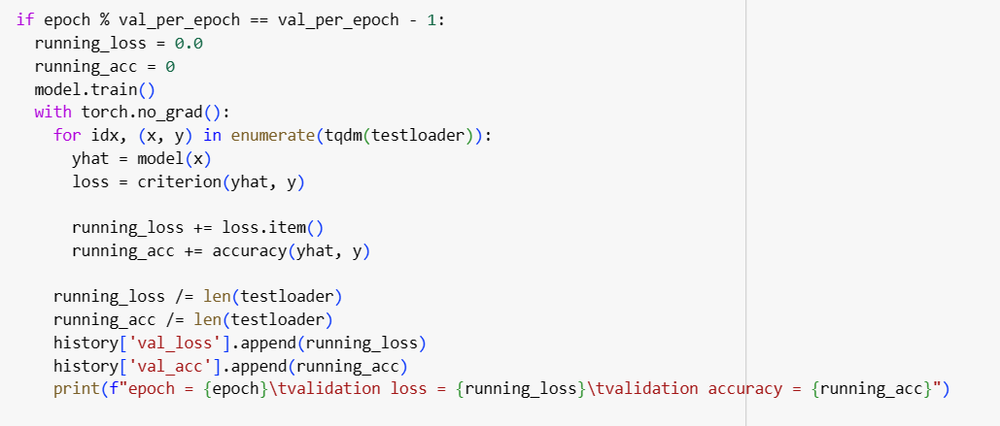 if epoch % val_per_epoch == val_per_epoch - 1:
  running_loss = 0.0
  running_acc = 0
  model.train()
  with torch.no_grad():
    for idx, (x, y) in enumerate(tqdm(testloader)):
      yhat = model(x)
      loss = criterion(yhat, y)

      running_loss += loss.item()
      running_acc += accuracy(yhat, y)

    running_loss /= len(testloader)
    running_acc /= len(testloader)
    history['val_loss'].append(running_loss)
    history['val_acc'].append(running_acc)
    print(f"epoch = {epoch}\tvalidation loss = {running_loss}\tvalidation accuracy = {running_acc}")